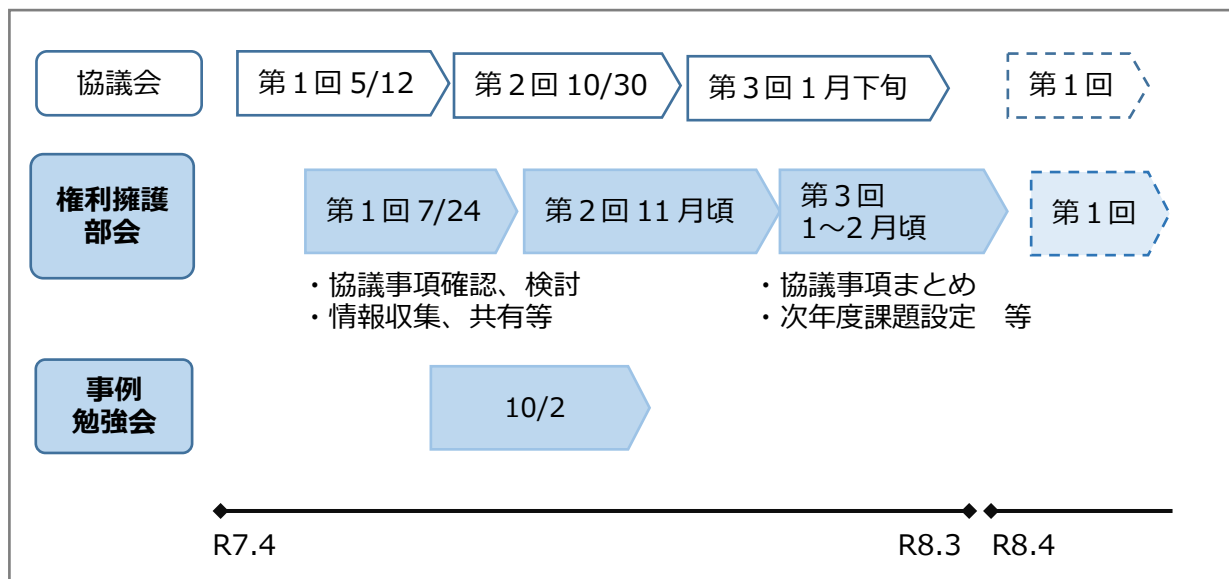 協議会
第1回 5/12
第2回 10/30
第3回 1月下旬
第1回
権利擁護
部会
第1回 7/24
第2回 11月頃
第3回
1～2月頃
第1回
・協議事項確認、検討
・情報収集、共有等
・協議事項まとめ
・次年度課題設定　等
事例
勉強会
10/2
R7.4
R8.3
R8.4